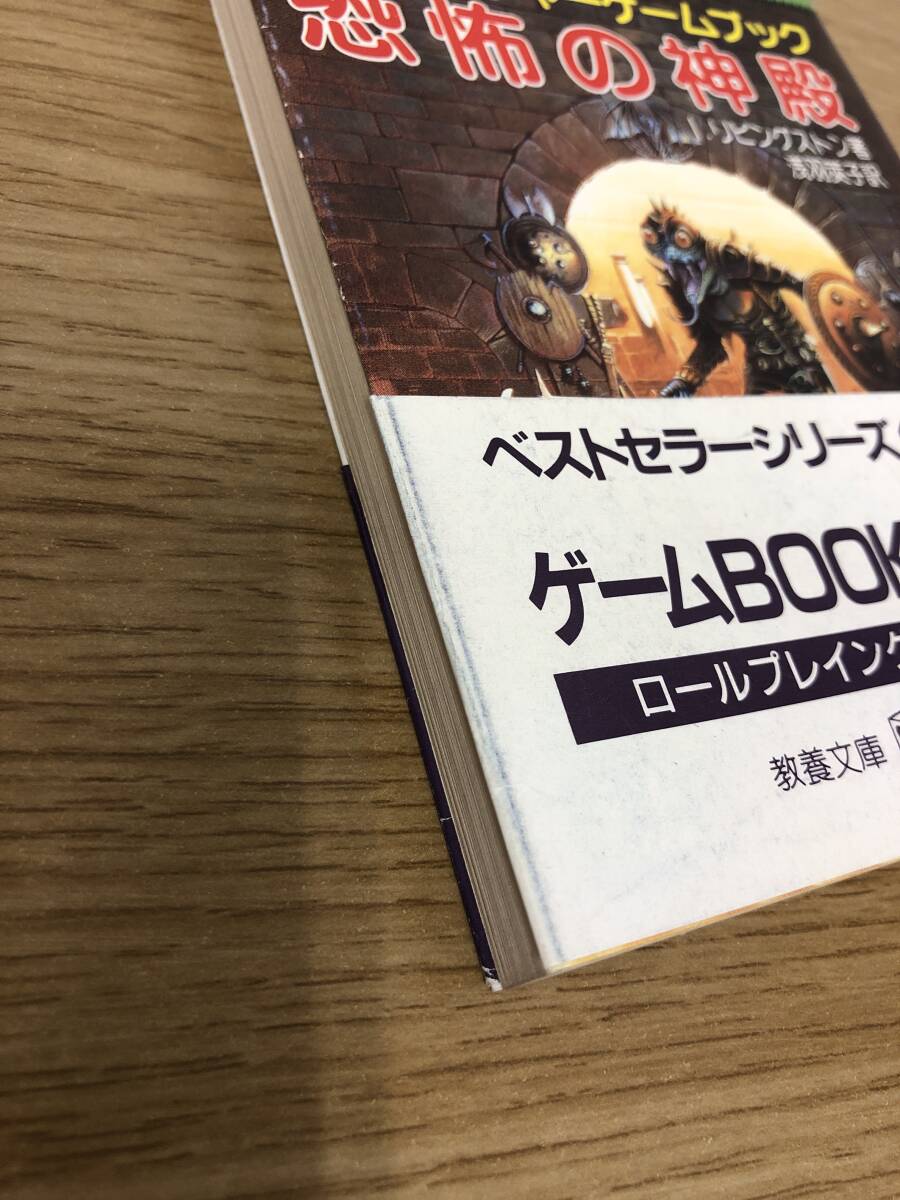 ーゲームブック
恐怖の神殿
I・リビングストン著
浅羽莢子訳
ベストセラーシリーズ
ゲームBOOK
ロールプレイング
教養文庫